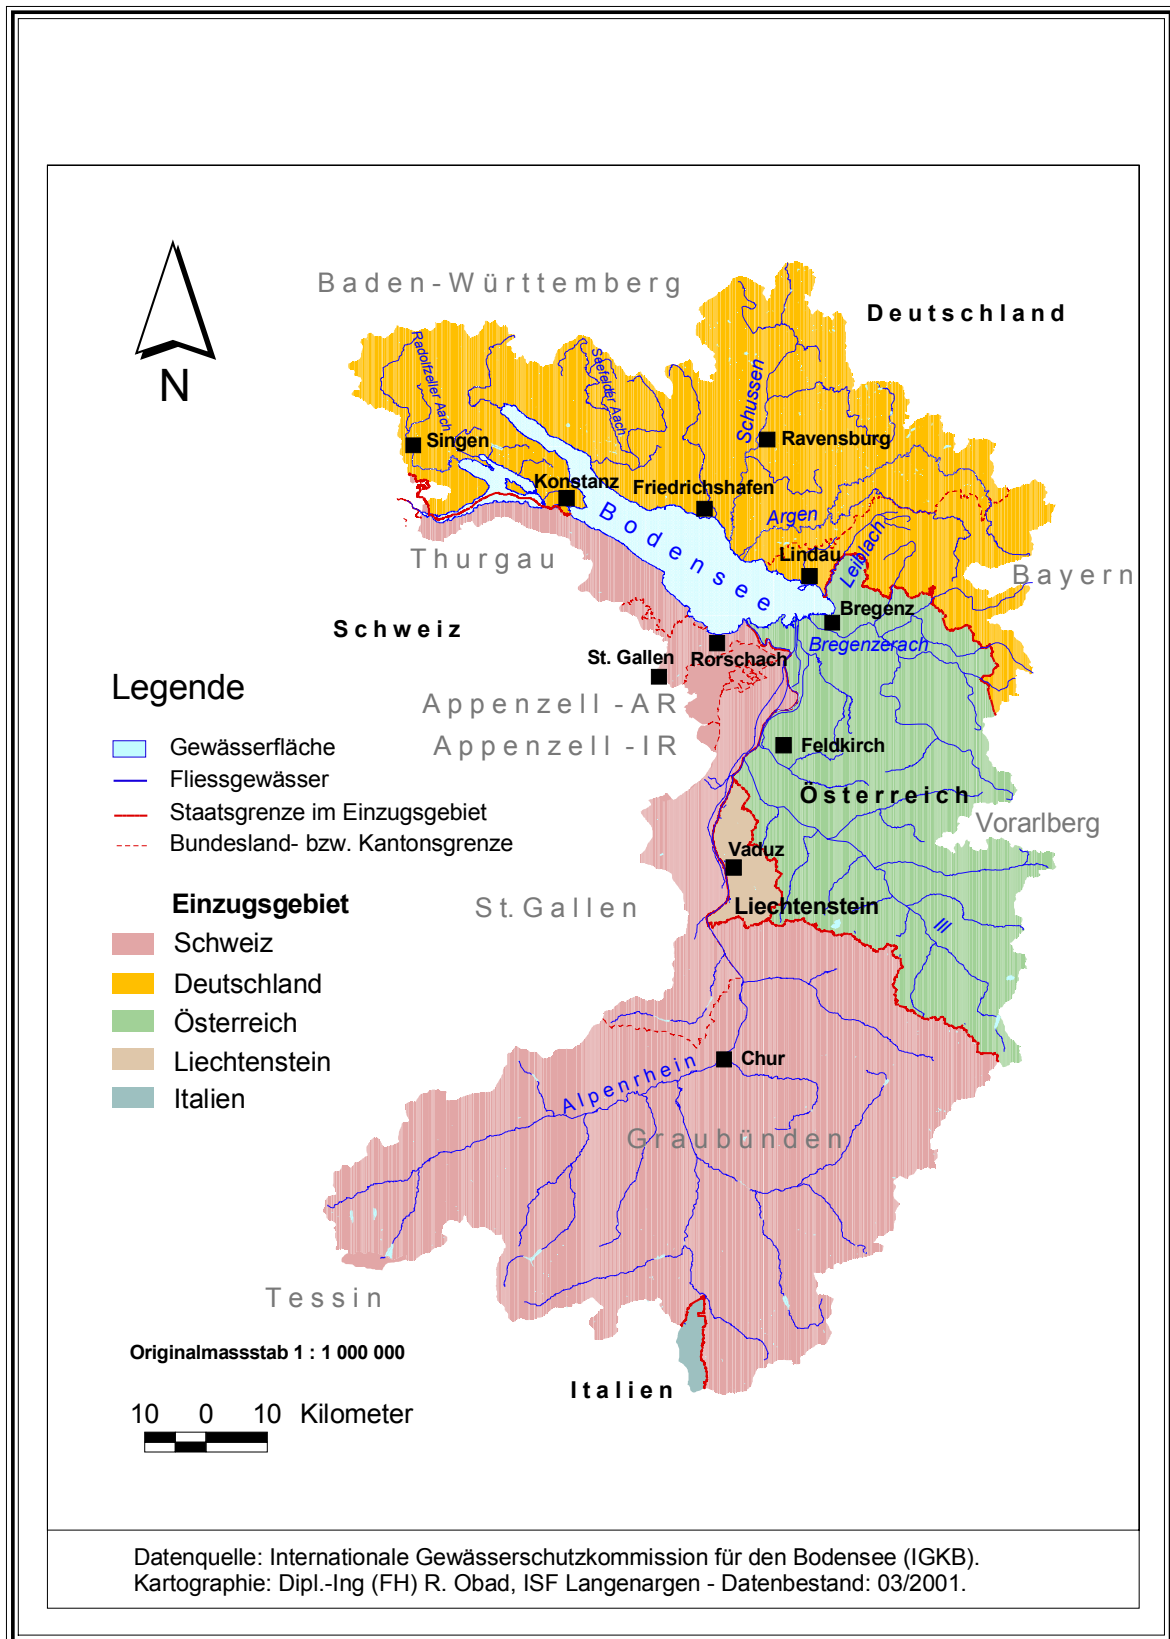 Baden-Württemberg
Deutschland
N
Radolfzeller Aach
Seefelder Aach
Schussen
Singen
Ravensburg
Konstanz
Friedrichshafen
Bodensee
Argen
Thurgau
Lindau
Leiblach
Bayern
Schweiz
Bregenz
Bregenzerach
St. Gallen
Rorschach
Legende
Appenzell -AR
Appenzell -IR
Gewässerfläche
Fliessgewässer
Staatsgrenze im Einzugsgebiet
Bundesland- bzw. Kantonsgrenze
Feldkirch
Österreich
Vorarlberg
Vaduz
Liechtenstein
St. Gallen
Einzugsgebiet
Schweiz
Deutschland
Österreich
Liechtenstein
Italien
Chur
Alpenrhein
Graubünden
Tessin
Originalmassstab 1 : 1 000 000
Italien
10 0 10 Kilometer
Datenquelle: Internationale Gewässerschutzkommission für den Bodensee (IGKB).
Kartographie: Dipl.-Ing (FH) R. Obad, ISF Langenargen - Datenbestand: 03/2001.